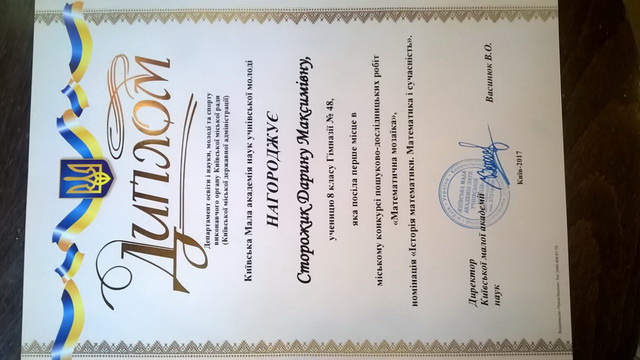 Диплом
Департамент освіти і науки, молоді та спорту
виконавчого органу Київської міської ради
(Київської міської державної адміністрації)
Київська Мала академія наук учнівської молоді
НАГОРОДЖУЄ
Сторожик Дарину Максимівну,
ученицю 8 класу Гімназії № 48,
яка посіла перше місце в
міському конкурсі пошуково-дослідницьких робіт
«Математична мозаїка»,
номінація «Історія математики. Математика і сучасність».
Директор
Київської малої академії
наук
Васинюк В.О.
Київ-2017